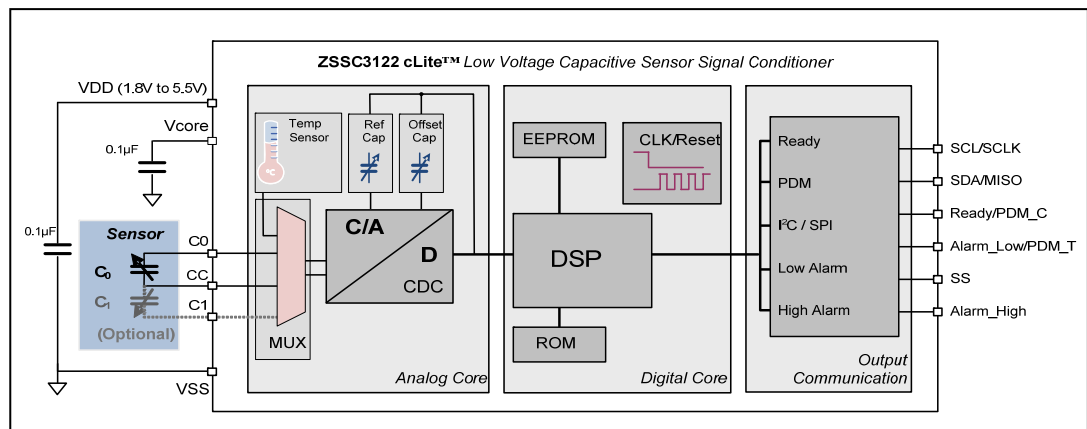 ZSSC3122 cLite™ Low Voltage Capacitive Sensor Signal Conditioner
VDD (1.8V to 5.5V)
Vcore
0.1µF
0.1µF
Sensor
C0
C1
(Optional)
C0
CC
C1
VSS
Temp
Sensor
°C
Ref
Cap
Offset
Cap
C/A
D
CDC
MUX
Analog Core
EEPROM
CLK/Reset
DSP
ROM
Digital Core
Ready
PDM
I²C / SPI
Low Alarm
High Alarm
Output
Communication
SCL/SCLK
SDA/MISO
Ready/PDM_C
Alarm_Low/PDM_T
SS
Alarm_High